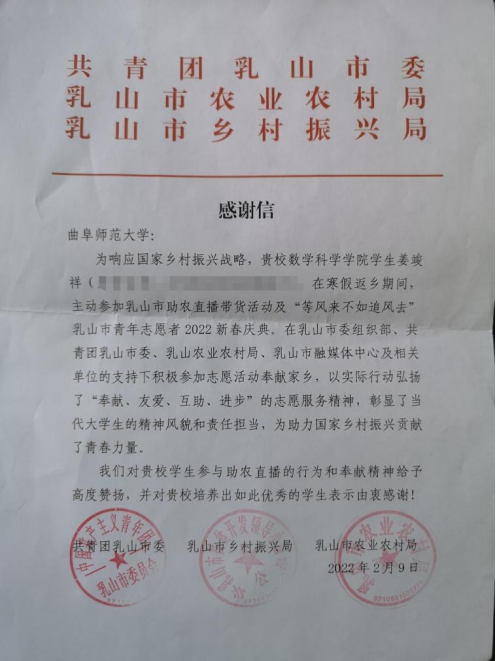 共青团乳山市委
乳山市农业农村局
乳山市乡村振兴局
感谢信
曲阜师范大学：
为响应国家乡村振兴战略，贵校数学科学学院学生姜竣
祥（ 在寒假返乡期间，
主动参加乳山市助农直播带货活动及“等风来不如追风去”
乳山市青年志愿者 2022 新春庆典。在乳山市委组织部、共
青团乳山市委、乳山农业农村局、乳山市融媒体中心及相关
单位的支持下积极参加志愿活动奉献家乡，以实际行动弘扬
了“奉献、友爱、互助、进步”的志愿服务精神，彰显了当
代大学生的精神风貌和责任担当，为助力国家乡村振兴贡献
了青春力量。
我们对贵校学生参与助农直播的行为和奉献精神给予
高度赞扬，并对贵校培养出如此优秀的学生表示由衷感谢！
共青团乳山市委 乳山市乡村振兴局 乳山市农业农村局
2022 年 2 月 9 日
乳山市委员会